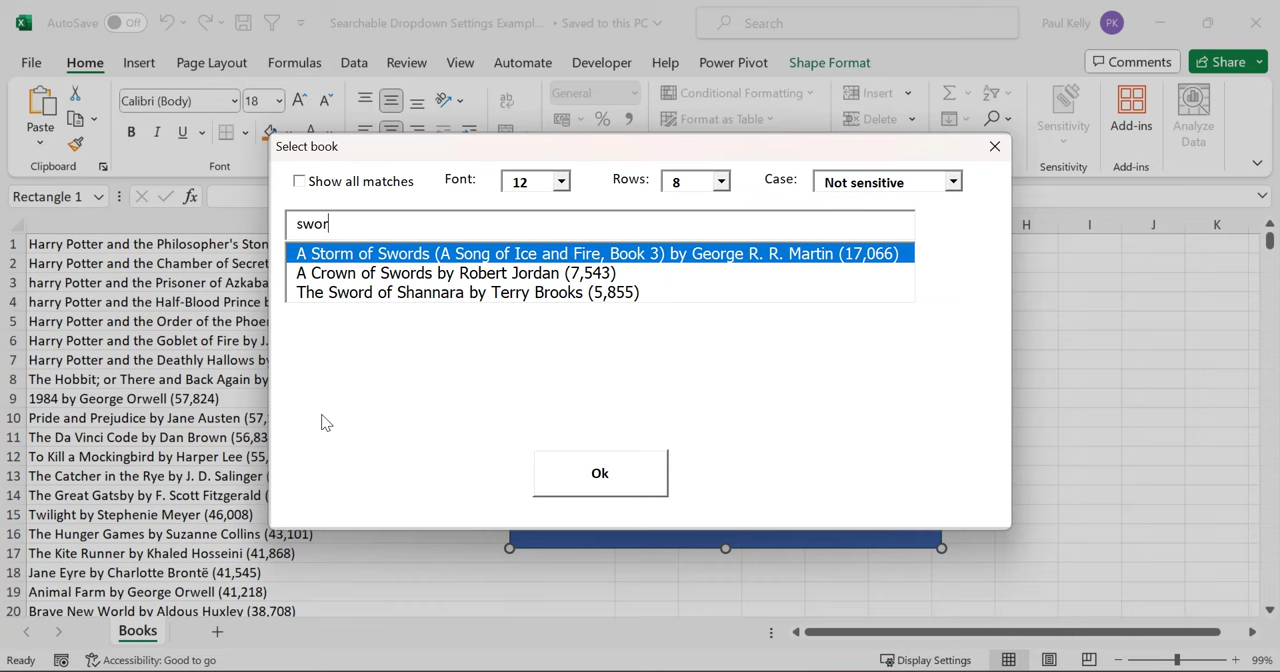 AutoSave Off Searchable Dropdown Settings Exampl... • Saved to this PC Search Paul Kelly PK
File Home Insert Page Layout Formulas Data Review View Automate Developer Help Power Pivot Shape Format Comments Share
Paste
Clipboard
Calibri (Body) 18
B I U
Font
ab
General
%
Conditional Formatting
Format as Table
Insert
Delete
Sensitivity
Sensitivity
Add-ins
Add-ins
Analyze
Data
Rectangle 1 fx
H I J K
Select book
Show all matches Font: 12 Rows: 8 Case: Not sensitive
swor
A Storm of Swords (A Song of Ice and Fire, Book 3) by George R. R. Martin (17,066)
A Crown of Swords by Robert Jordan (7,543)
The Sword of Shannara by Terry Brooks (5,855)
Ok
1 Harry Potter and the Philosopher's Ston
2 Harry Potter and the Chmber of Secret
3 harry Potter and the Prisoner of Azkaba
4 harry Potter and the Half-Blood Prince b
5 Harry Potter and the Order of the Phoe
6 Harry Potter and the Goblet of Fire by J.
7 Harry Potter and the Deathly Hallows by
8 The Hobbit; or There and Back Again by
9 1984 by George Orwell (57,824)
10 Pride and Prejudice by Jane Austen (57,
11 The Da Vinci Code by Dan Brown (56,83
12 To Kill a Mockingbird by Harper Lee (55,
13 The Catcher in the Rye by J. D. Salinger
14 The Great Gatsby by F. Scott Fitzgerald (
15 Twilight by Stephenie Meyer (46,008)
16 The Hunger Games by Suzanne Collins (43,101)
17 The Kite Runner by Khaled Hosseini (41,868)
18 Jane Eyre by Charlotte Brontë (41,545)
19 Animal Farm by George Orwell (41,218)
20 Brave New World by Aldous Huxley (38,708)
Books
Ready Accessibility: Good to go Display Settings 99%